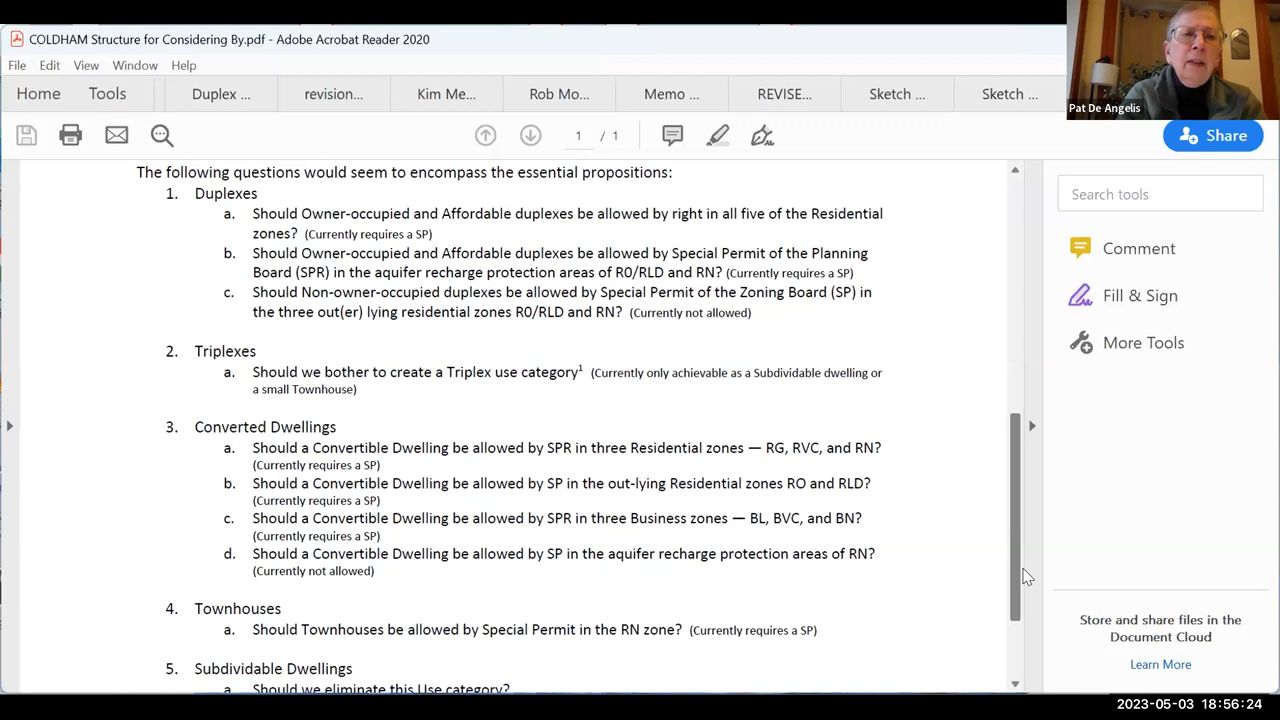 COLDHAM Structure for Considering By.pdf - Adobe Acrobat Reader 2020
File Edit View Window Help
Home Tools Duplex ... revision... Kim Me... Rob Mo... Memo ... REVISE... Sketch ... Sketch ...
Pat De Angelis
1 / 1
Share
The following questions would seem to encompass the essential propositions:
1. Duplexes
a. Should Owner-occupied and Affordable duplexes be allowed by right in all five of the Residential
zones? (Currently requires a SP)
b. Should Owner-occupied and Affordable duplexes be allowed by Special Permit of the Planning
Board (SPR) in the aquifer recharge protection areas of R0/RLD and RN? (Currently requires a SP)
c. Should Non-owner-occupied duplexes be allowed by Special Permit of the Zoning Board (SP) in
the three out(er) lying residential zones R0/RLD and RN? (Currently not allowed)
2. Triplexes
a. Should we bother to create a Triplex use category1 (Currently only achievable as a Subdividable dwelling or
a small Townhouse)
3. Converted Dwellings
a. Should a Convertible Dwelling be allowed by SPR in three Residential zones — RG, RVC, and RN?
(Currently requires a SP)
b. Should a Convertible Dwelling be allowed by SP in the out-lying Residential zones RO and RLD?
(Currently requires a SP)
c. Should a Convertible Dwelling be allowed by SPR in three Business zones — BL, BVC, and BN?
(Currently requires a SP)
d. Should a Convertible Dwelling be allowed by SP in the aquifer recharge protection areas of RN?
(Currently not allowed)
4. Townhouses
a. Should Townhouses be allowed by Special Permit in the RN zone? (Currently requires a SP)
5. Subdividable Dwellings
a. Should we eliminate this Use category?
Search tools
Comment
Fill & Sign
More Tools
Store and share files in the
Document Cloud
Learn More
2023-05-03 18:56:24